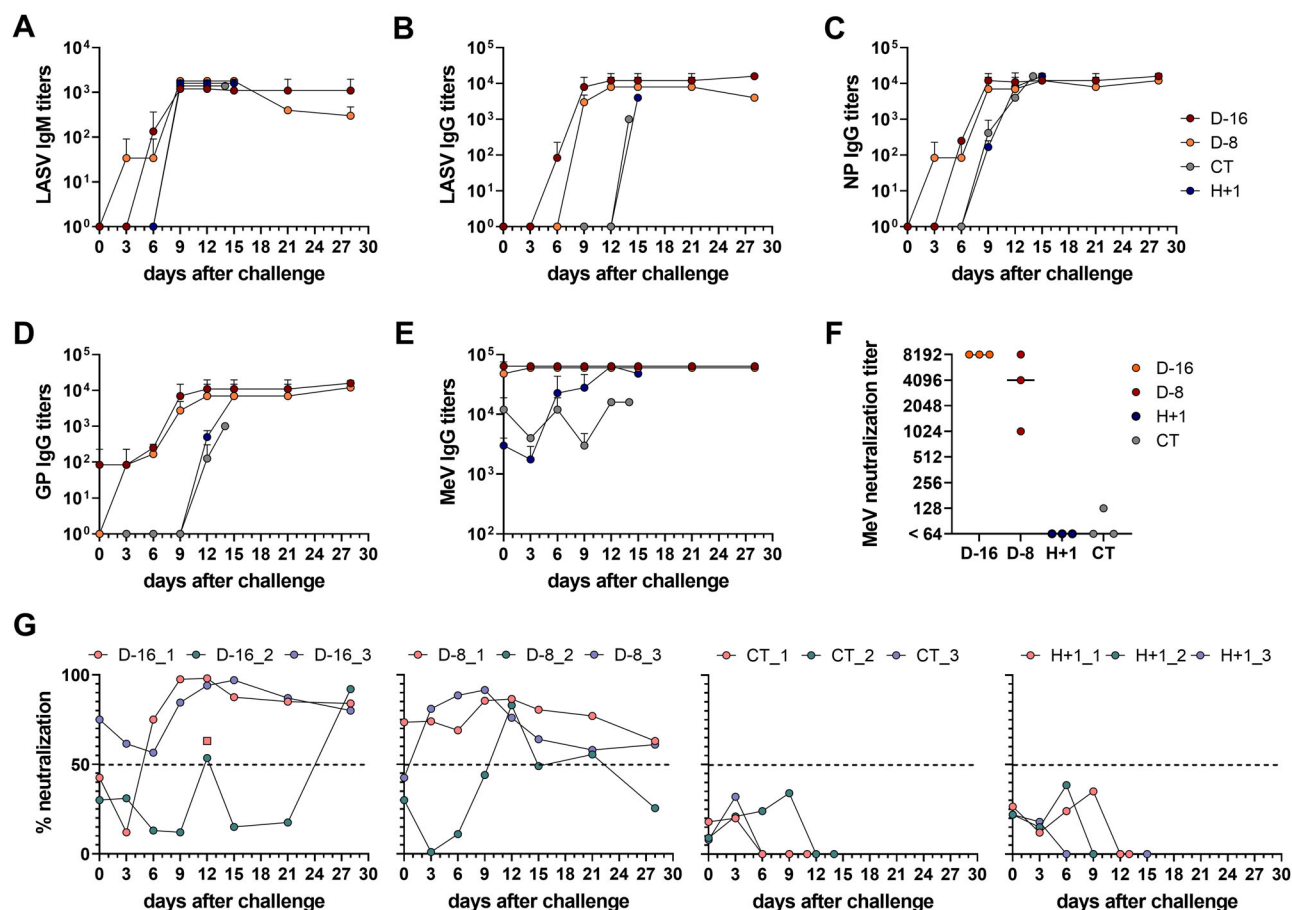 A
LASV IgM titers
10⁴
10³
10²
10¹
10⁰
0 3 6 9 12 15 18 21 24 27 30
days after challenge
B
LASV IgG titers
10⁵
10⁴
10³
10²
10¹
10⁰
0 3 6 9 12 15 18 21 24 27 30
days after challenge
C
NP IgG titers
10⁵
10⁴
10³
10²
10¹
10⁰
0 3 6 9 12 15 18 21 24 27 30
days after challenge
D-16
D-8
CT
H+1
D
GP IgG titers
10⁵
10⁴
10³
10²
10¹
10⁰
0 3 6 9 12 15 18 21 24 27 30
days after challenge
E
MeV IgG titers
10⁵
10⁴
10³
10²
0 3 6 9 12 15 18 21 24 27 30
days after challenge
F
MeV neutralization titer
8192
4096
2048
1024
512
256
128
< 64
D-16 D-8 H+1 CT
D-16
D-8
H+1
CT
G
D-16_1 D-16_2 D-16_3
% neutralization
100
50
0
0 3 6 9 12 15 18 21 24 27 30
days after challenge
D-8_1 D-8_2 D-8_3
0 3 6 9 12 15 18 21 24 27 30
days after challenge
CT_1 CT_2 CT_3
0 3 6 9 12 15 18 21 24 27 30
days after challenge
H+1_1 H+1_2 H+1_3
0 3 6 9 12 15 18 21 24 27 30
days after challenge